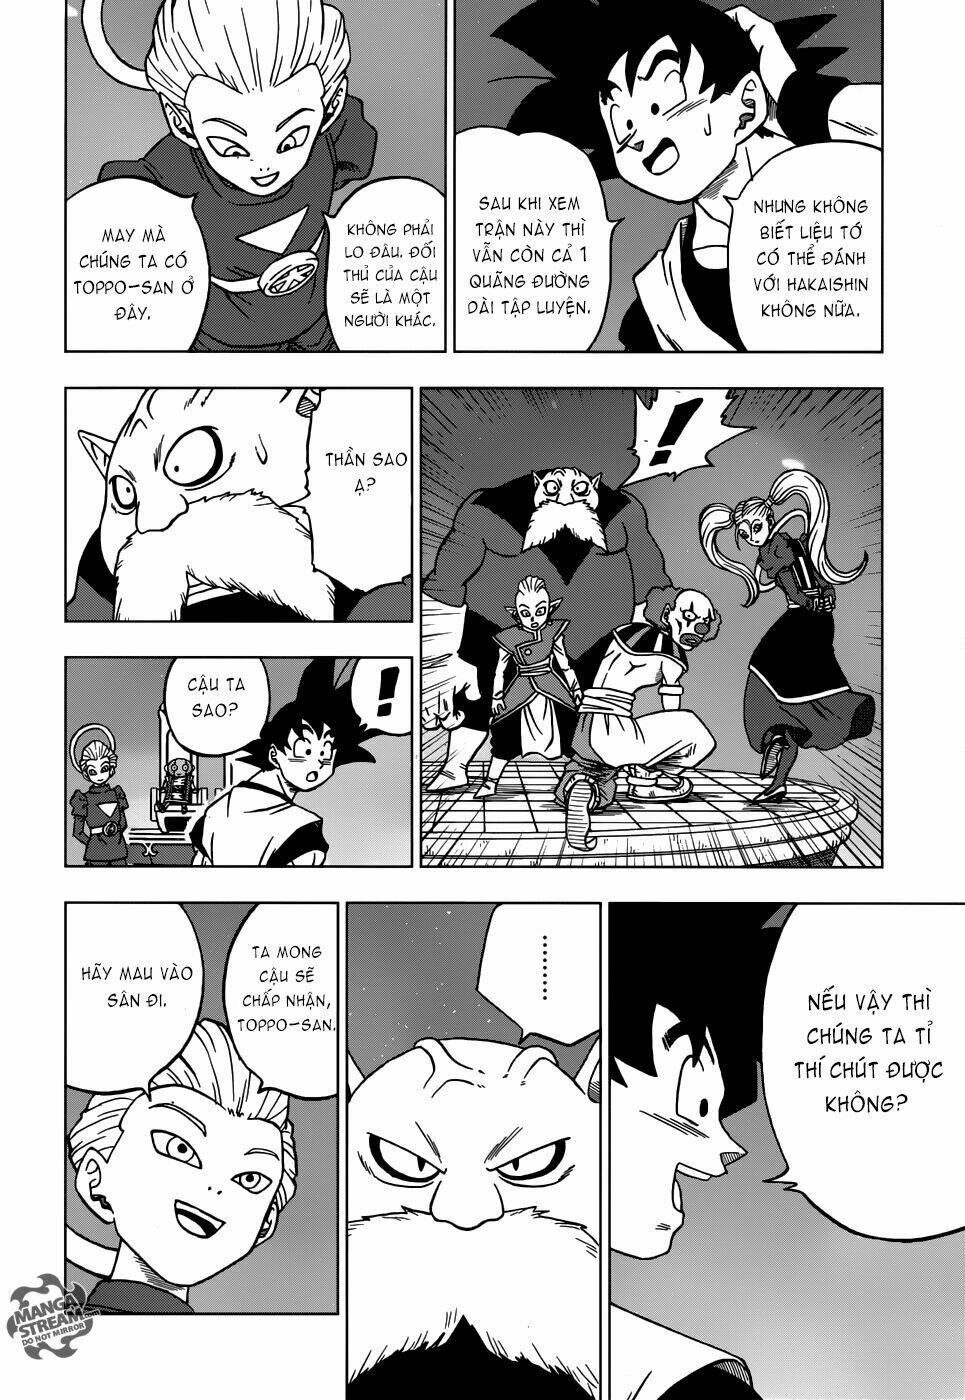 NHƯNG KHÔNG
BIẾT LIỆU TỚ
CÓ THỂ ĐÁNH
VỚI HAKAISHIN
KHÔNG NỮA.
SAU KHI XEM
TRẬN NÀY THÌ
VẪN CÒN CẢ 1
QUÃNG ĐƯỜNG
DÀI TẬP LUYỆN.
KHÔNG PHẢI
LO ĐÂU. ĐỐI
THỦ CỦA CẬU
SẼ LÀ MỘT
NGƯỜI KHÁC.
MAY MÀ
CHÚNG TA CÓ
TOPPO-SAN Ở
ĐÂY.
!
THẦN SAO
Ạ?
!
CẬU TA
SAO?
NẾU VẬY THÌ
CHÚNG TA TỈ
THÍ CHÚT ĐƯỢC
KHÔNG?
.........
TA MONG
CẬU SẼ
CHẤP NHẬN,
TOPPO-SAN.
HÃY MAU VÀO
SÂN ĐI.
MANGA
STREAM.com
DO NOT MIRROR!